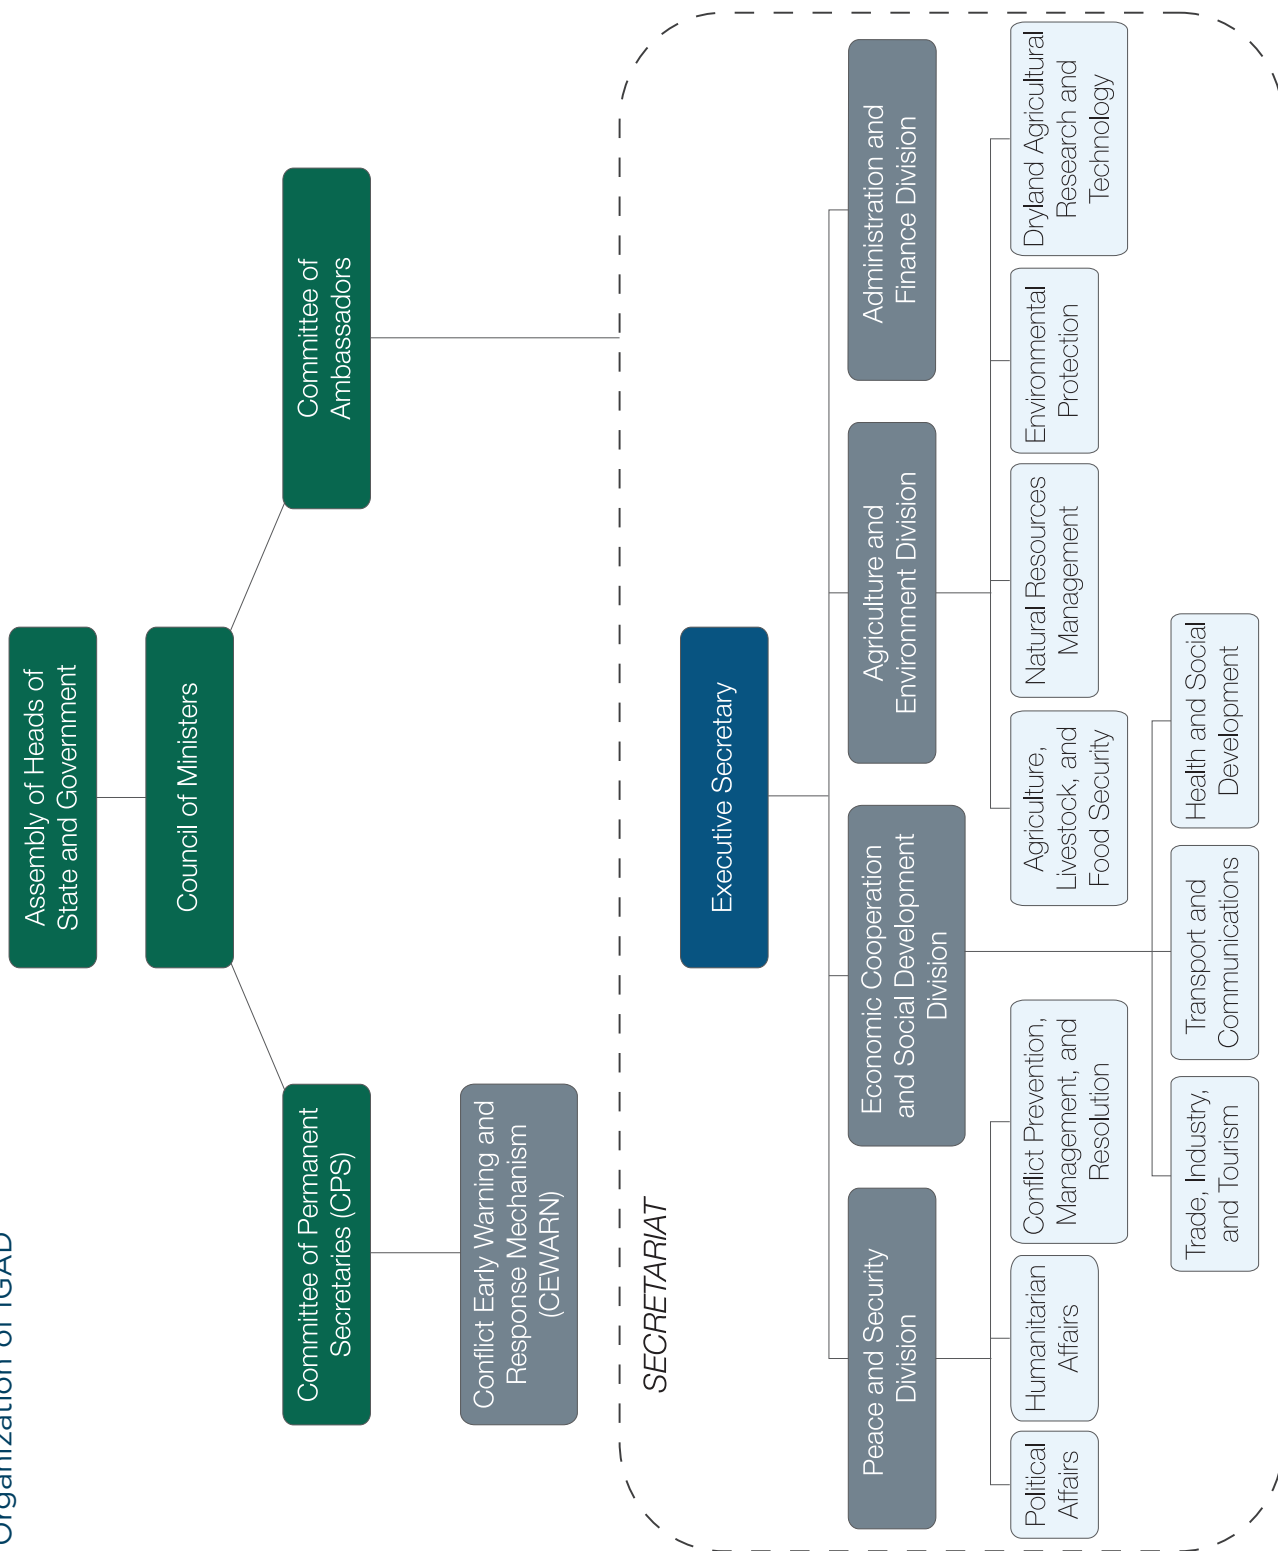 Organization of IGAD
Assembly of Heads of
State and Government
Council of Ministers
Committee of Permanent
Secretaries (CPS)
Committee of
Ambassadors
Conflict Early Warning and
Response Mechanism
(CEWARN)
SECRETARIAT
Executive Secretary
Peace and Security
Division
Economic Cooperation
and Social Development
Division
Agriculture and
Environment Division
Administration and
Finance Division
Political
Affairs
Humanitarian
Affairs
Conflict Prevention,
Management, and
Resolution
Agriculture,
Livestock, and
Food Security
Natural Resources
Management
Environmental
Protection
Dryland Agricultural
Research and
Technology
Trade, Industry,
and Tourism
Transport and
Communications
Health and Social
Development